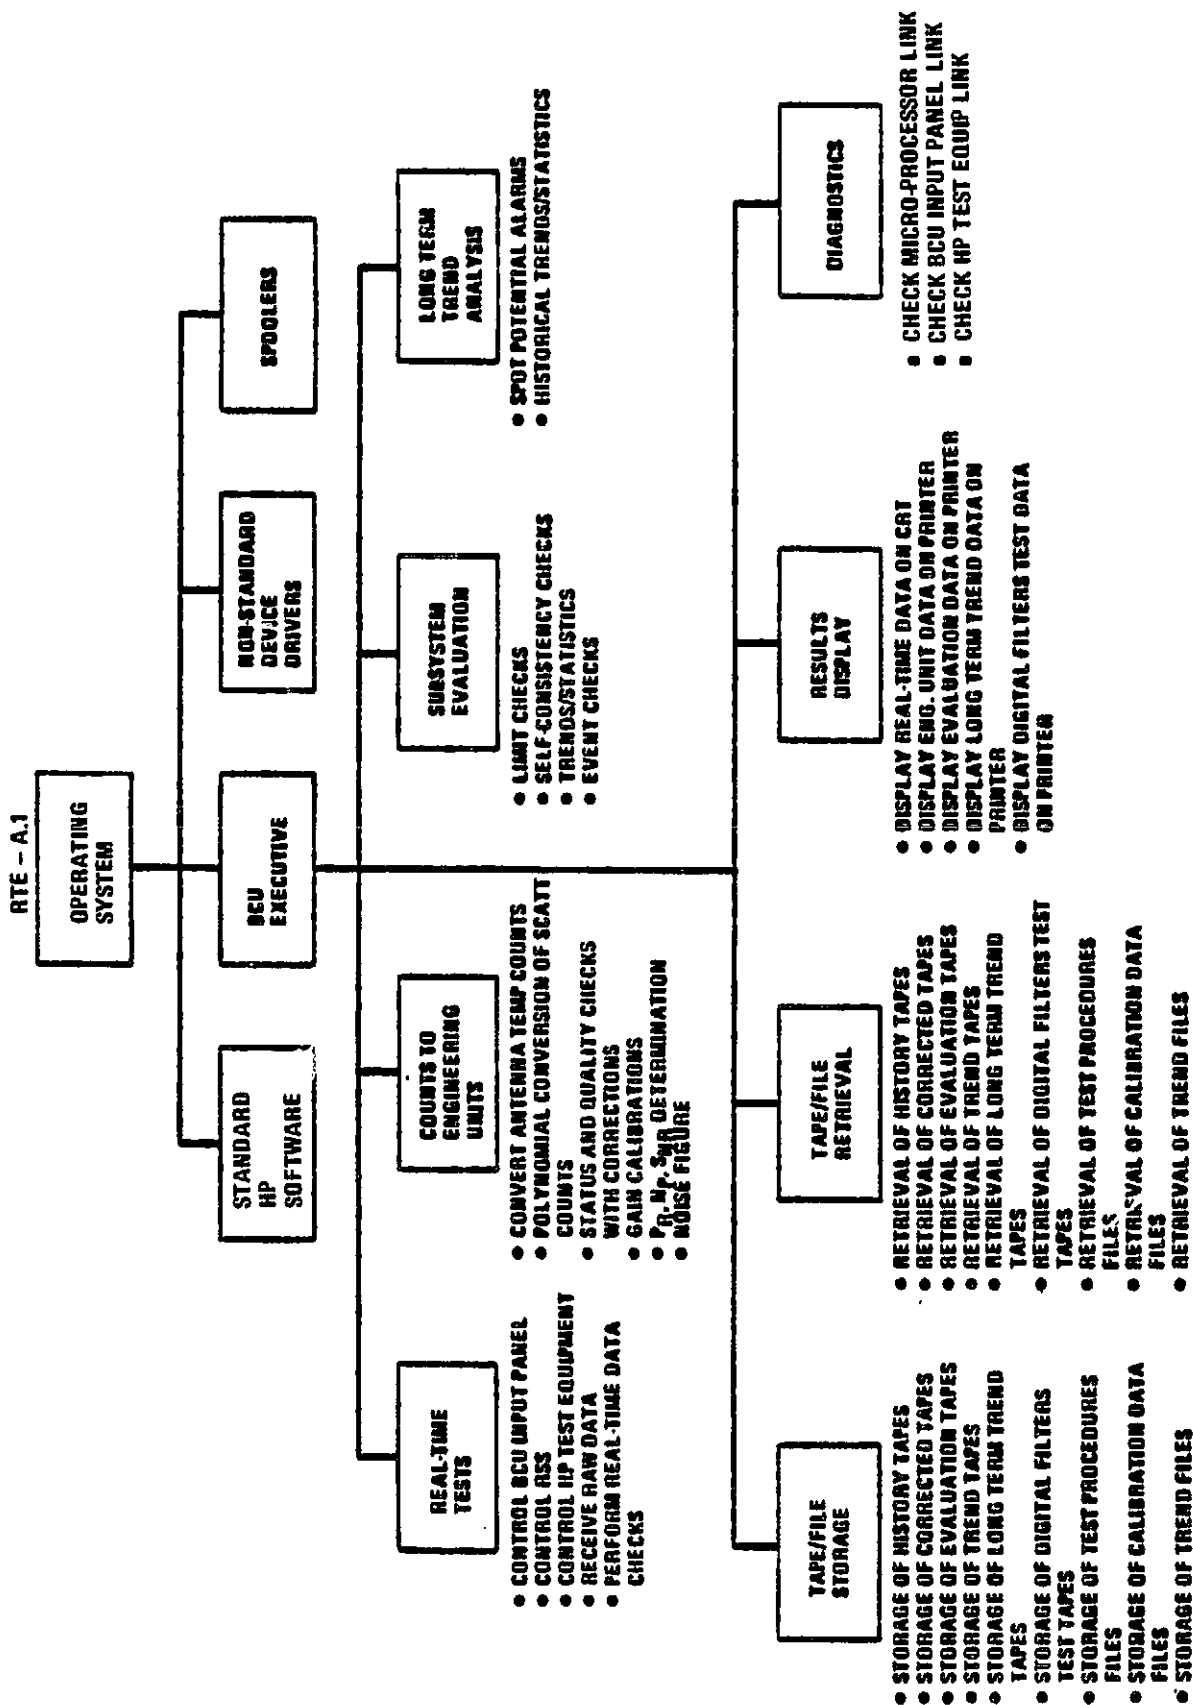 RTE – A.1
OPERATING
SYSTEM
STANDARD
HP
SOFTWARE
BCU
EXECUTIVE
NON-STANDARD
DEVICE
DRIVERS
SPOOLERS
REAL-TIME
TESTS
• CONTROL BCU INPUT PANEL
• CONTROL RSS
• CONTROL HP TEST EQUIPMENT
• RECEIVE RAW DATA
• PERFORM REAL-TIME DATA
CHECKS
COUNTS TO
ENGINEERING
UNITS
• CONVERT ANTENNA TEMP COUNTS
• POLYNOMIAL CONVERSION OF SCATT
COUNTS
• STATUS AND QUALITY CHECKS
WITH CORRECTIONS
• GAIN CALIBRATIONS
• PR, NP, SNR DETERMINATION
• NOISE FIGURE
SUBSYSTEM
EVALUATION
• LIMIT CHECKS
• SELF-CONSISTENCY CHECKS
• TRENDS/STATISTICS
• EVENT CHECKS
LONG TERM
TREND
ANALYSIS
• SPOT POTENTIAL ALARMS
• HISTORICAL TRENDS/STATISTICS
TAPE/FILE
STORAGE
• STORAGE OF HISTORY TAPES
• STORAGE OF CORRECTED TAPES
• STORAGE OF EVALUATION TAPES
• STORAGE OF TREND TAPES
• STORAGE OF LONG TERM TREND
TAPES
• STORAGE OF DIGITAL FILTERS
TEST TAPES
• STORAGE OF TEST PROCEDURES
FILES
• STORAGE OF CALIBRATION DATA
FILES
• STORAGE OF TREND FILES
TAPE/FILE
RETRIEVAL
• RETRIEVAL OF HISTORY TAPES
• RETRIEVAL OF CORRECTED TAPES
• RETRIEVAL OF EVALUATION TAPES
• RETRIEVAL OF TREND TAPES
• RETRIEVAL OF LONG TERM TREND
TAPES
• RETRIEVAL OF DIGITAL FILTERS TEST
TAPES
• RETRIEVAL OF TEST PROCEDURES
FILES
• RETRIEVAL OF CALIBRATION DATA
FILES
• RETRIEVAL OF TREND FILES
RESULTS
DISPLAY
• DISPLAY REAL-TIME DATA ON CRT
• DISPLAY ENG. UNIT DATA ON PRINTER
• DISPLAY EVALUATION DATA ON PRINTER
• DISPLAY LONG TERM TREND DATA ON
PRINTER
• DISPLAY DIGITAL FILTERS TEST DATA
ON PRINTER
DIAGNOSTICS
• CHECK MICRO-PROCESSOR LINK
• CHECK BCU INPUT PANEL LINK
• CHECK HP TEST EQUIP LINK